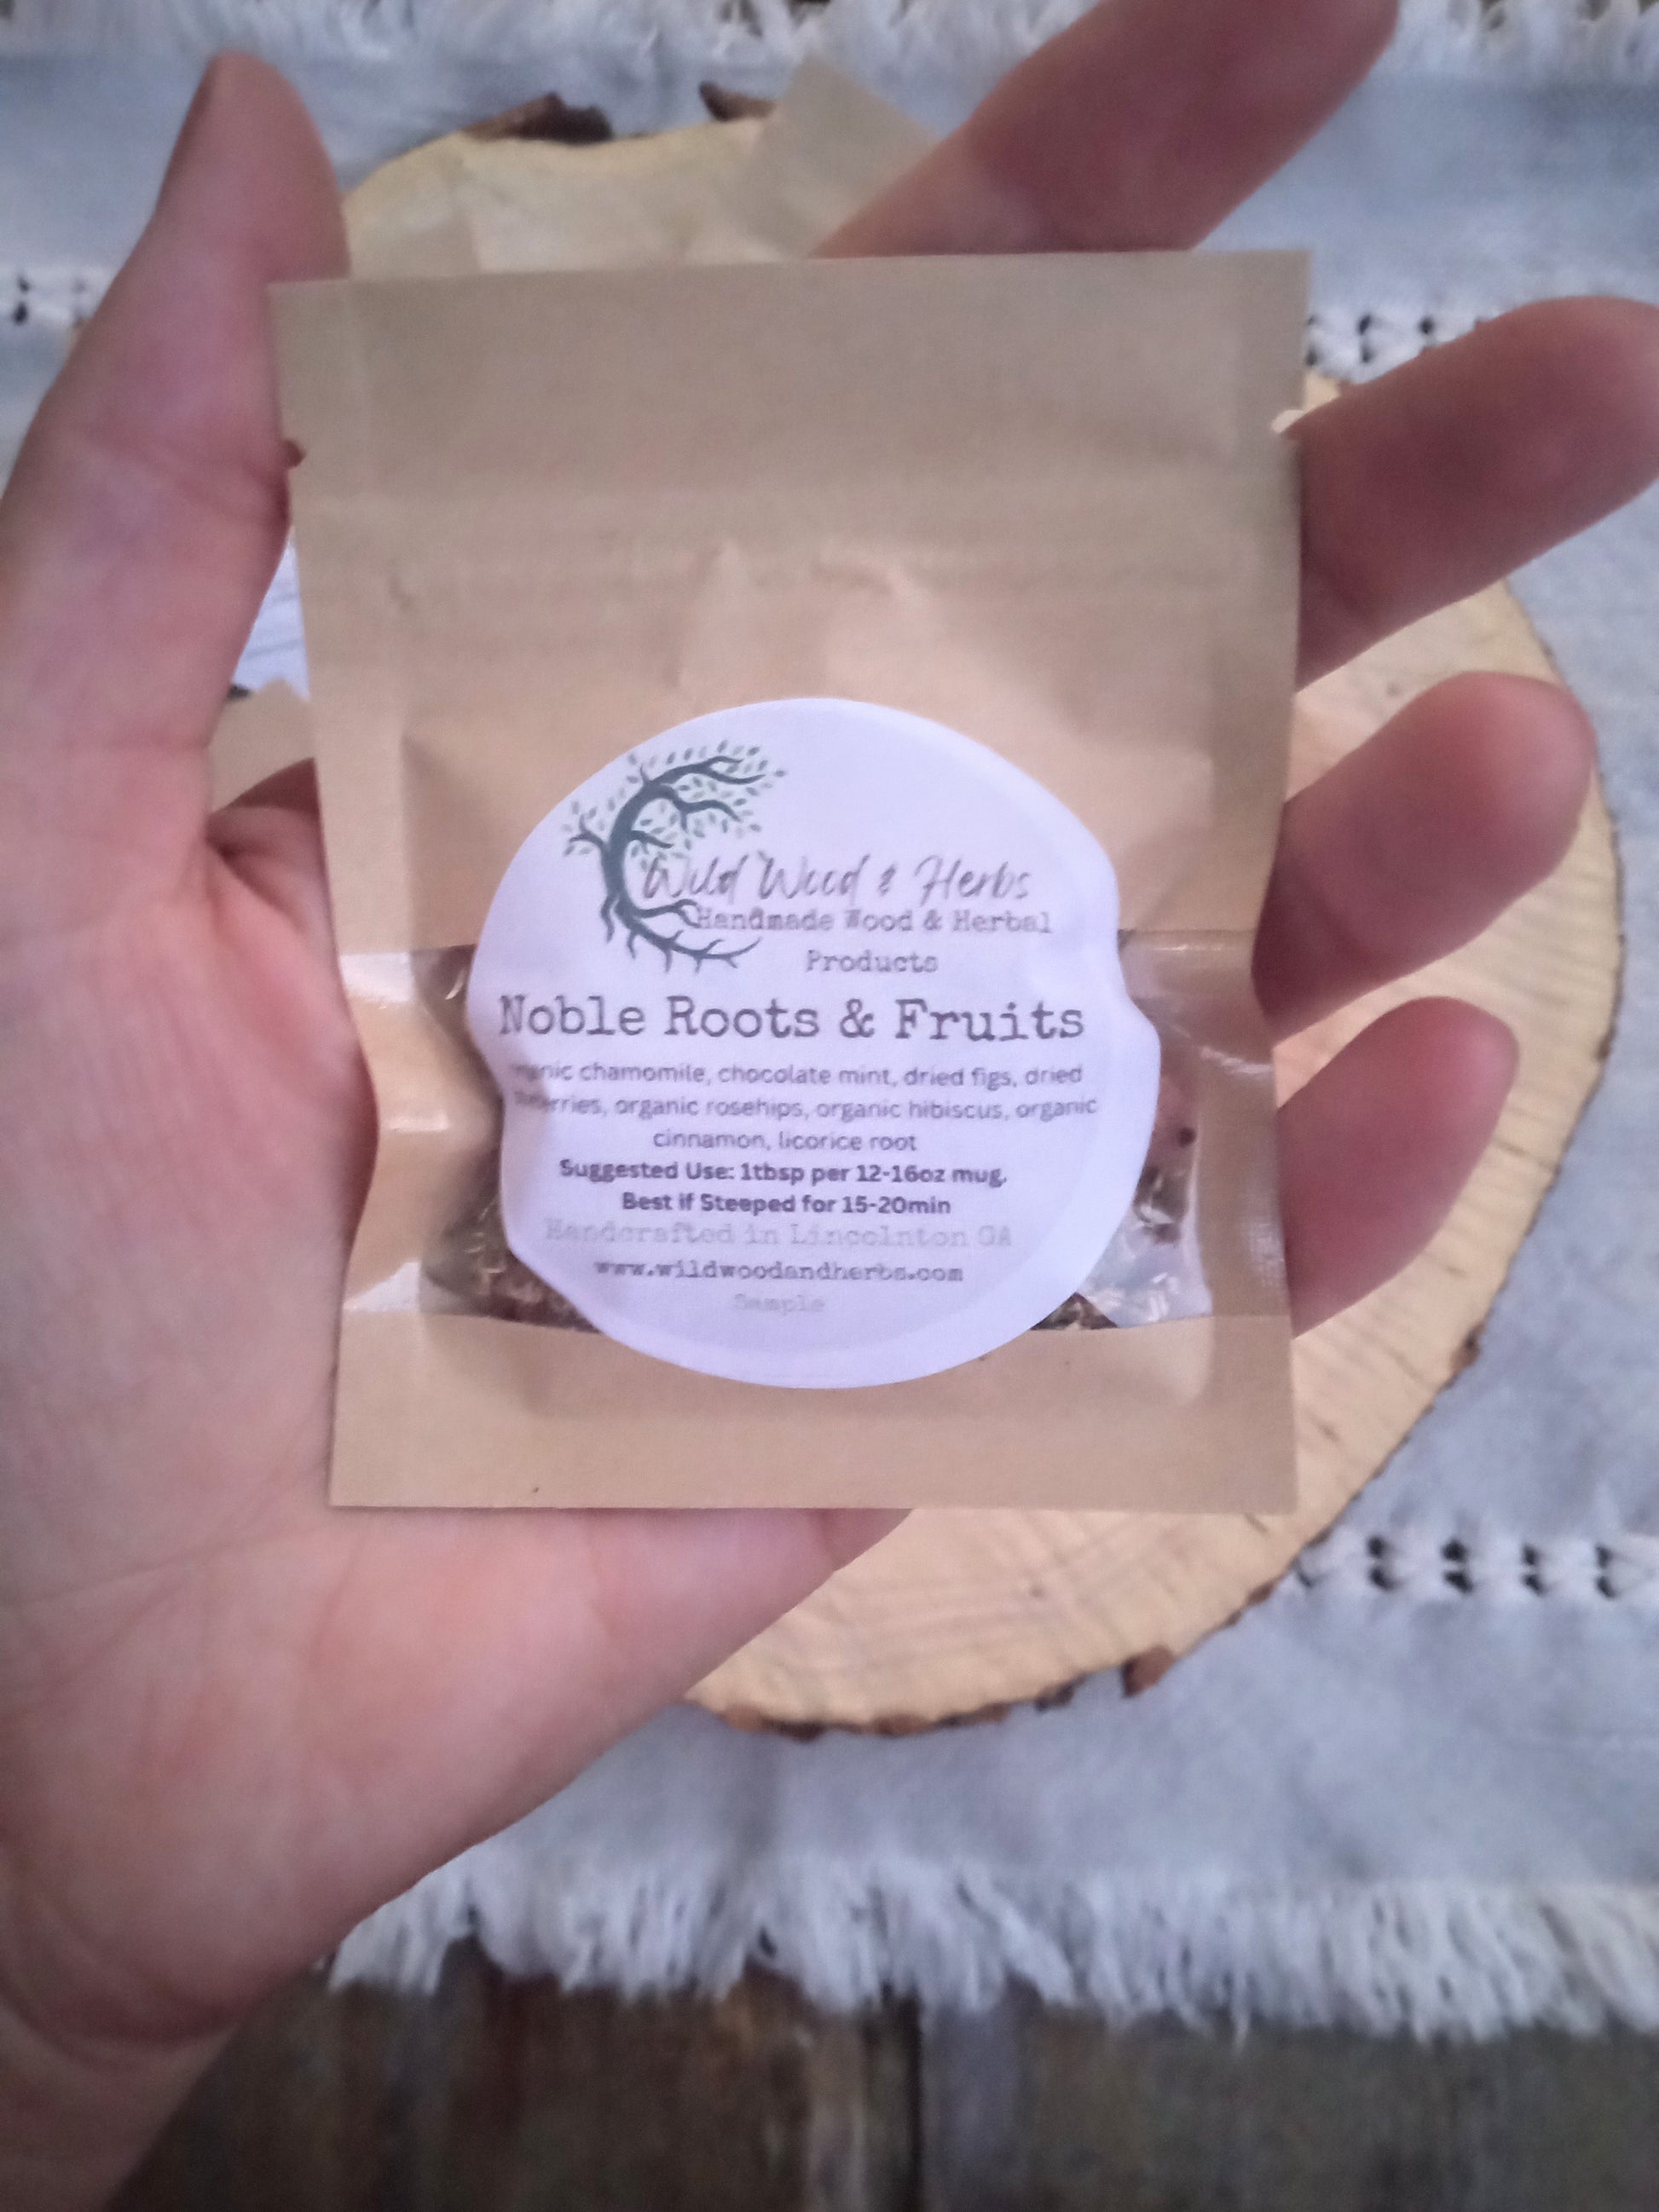 Wild Wood & Herbs
Handmade Wood & Herbal
Products
Noble Roots & Fruits
chamomile, chocolate mint, dried figs, dried
organic rosehips, organic hibiscus, organic
cinnamon, licorice root
Suggested Use: 1tbsp per 12-16oz mug.
Best if Steeped for 15-20min
Handcrafted in Lincolnton GA
www.wildwoodandherbs.com
Sample